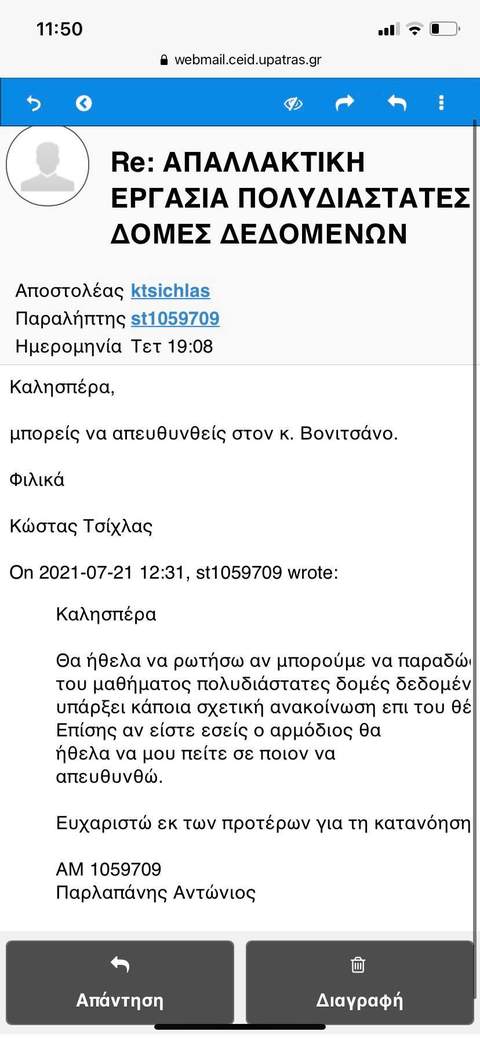 11:50
webmail.ceid.upatras.gr
Re: ΑΠΑΛΛΑΚΤΙΚΗ
ΕΡΓΑΣΙΑ ΠΟΛΥΔΙΑΣΤΑΤΕΣ
ΔΟΜΕΣ ΔΕΔΟΜΕΝΩΝ
Αποστολέας ktsichlas
Παραλήπτης st1059709
Ημερομηνία Τετ 19:08
Καλησπέρα,
μπορείς να απευθυνθείς στον κ. Βονιτσάνο.
Φιλικά
Κώστας Τσίχλας
On 2021-07-21 12:31, st1059709 wrote:
Καλησπέρα
Θα ήθελα να ρωτήσω αν μπορούμε να παραδώ
του μαθήματος πολυδιάστατες δομές δεδομέν
υπάρξει κάποια σχετική ανακοίνωση επι του θέ
Επίσης αν είστε εσείς ο αρμόδιος θα
ήθελα να μου πείτε σε ποιον να
απευθυνθώ.
Ευχαριστώ εκ των προτέρων για τη κατανόηση
ΑΜ 1059709
Παρλαπάνης Αντώνιος
Απάντηση
Διαγραφή